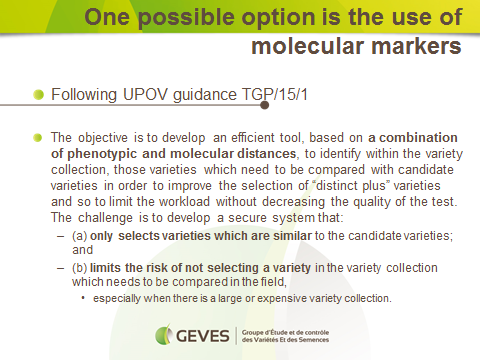 One possible option is the use of
molecular markers
Following UPOV guidance TGP/15/1
The objective is to develop an efficient tool, based on a combination
of phenotypic and molecular distances, to identify within the variety
collection, those varieties which need to be compared with candidate
varieties in order to improve the selection of “distinct plus” varieties
and so to limit the workload without decreasing the quality of the test.
The challenge is to develop a secure system that:
– (a) only selects varieties which are similar to the candidate varieties;
and
– (b) limits the risk of not selecting a variety in the variety collection
which needs to be compared in the field,
• especially when there is a large or expensive variety collection.
GEVES
Groupe d'Étude et de contrôle
des Variétés Et des Semences